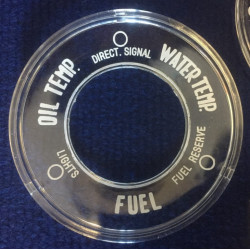 OIL TEMP.
DIRECT. SIGNAL
WATER TEMP.
LIGHTS
FUEL RESERVE
FUEL